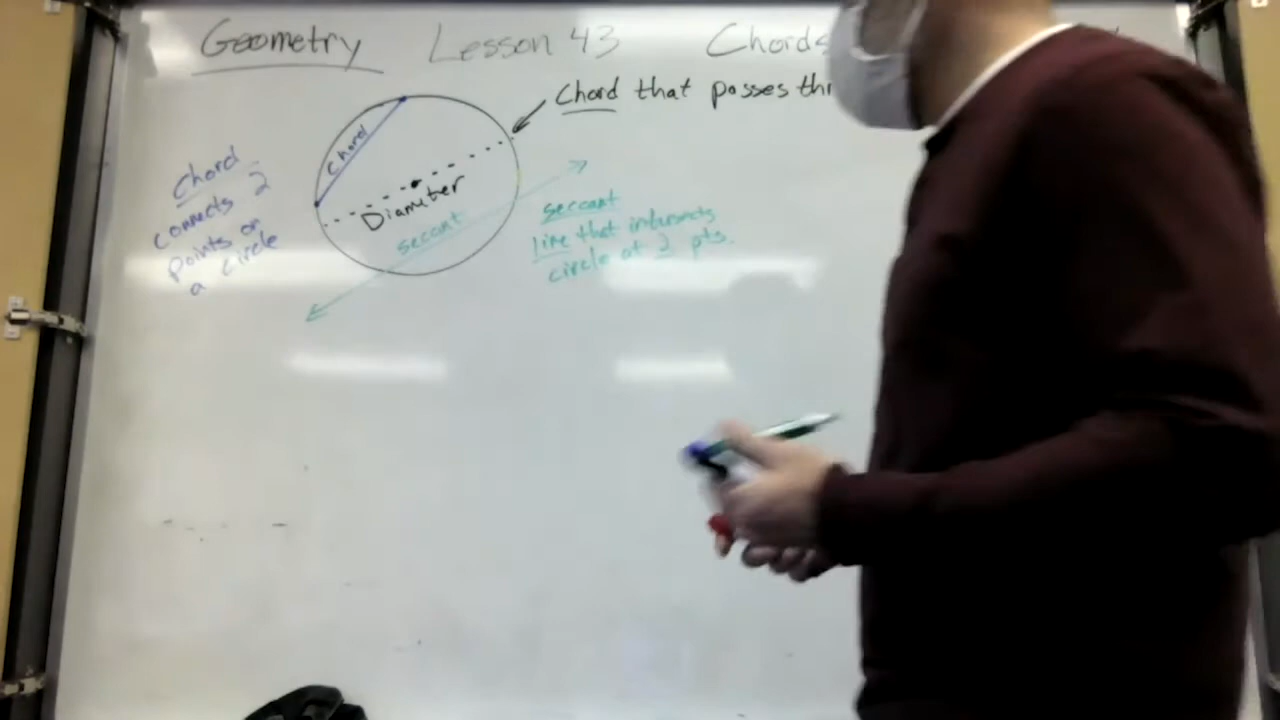 Geometry Lesson 43 Chords
Chord that passes thr
chord
connects 2
points on
a circle
chord
Diameter
secant
secant
line that intersects
circle at 2 pts.